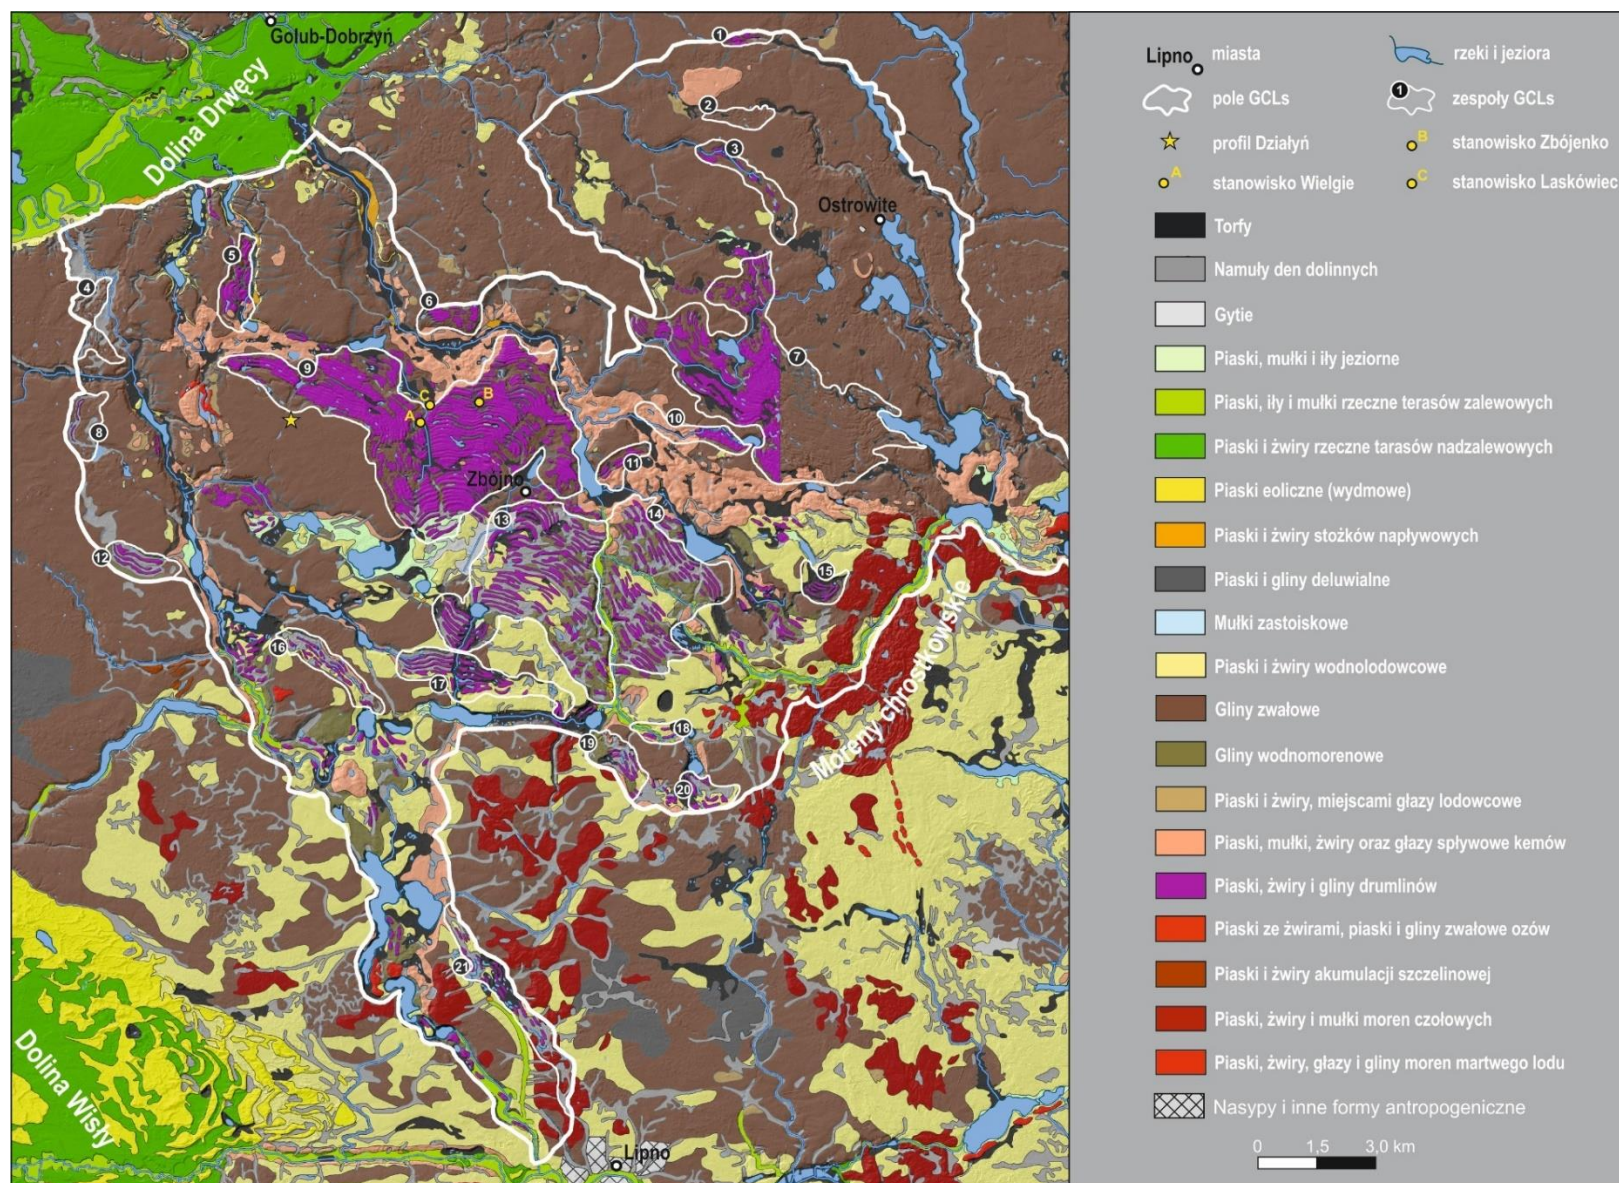 Golub-Dobrzyń
Dolina Drwęcy
1
2
3
Ostrowite
4
5
6
7
8
9
C
B
A
10
11
Zbójno
12
13
14
15
16
17
18
19
20
21
Moreny chrostkowskie
Dolina Wisły
Lipno
Lipno miasta
rzeki i jeziora
pole GCLs
1 zespoły GCLs
profil Działyń
B stanowisko Zbójenko
A stanowisko Wielgie
C stanowisko Laskówiec
Torfy
Namuły den dolinnych
Gytie
Piaski, mułki i iły jeziorne
Piaski, iły i mułki rzeczne terasów zalewowych
Piaski i żwiry rzeczne tarasów nadzalewowych
Piaski eoliczne (wydmowe)
Piaski i żwiry stożków napływowych
Piaski i gliny deluwialne
Mułki zastoiskowe
Piaski i żwiry wodnolodowcowe
Gliny zwałowe
Gliny wodnomorenowe
Piaski i żwiry, miejscami głazy lodowcowe
Piaski, mułki, żwiry oraz głazy spływowe kemów
Piaski, żwiry i gliny drumlinów
Piaski ze żwirami, piaski i gliny zwałowe ozów
Piaski i żwiry akumulacji szczelinowej
Piaski, żwiry i mułki moren czołowych
Piaski, żwiry, głazy i gliny moren martwego lodu
Nasypy i inne formy antropogeniczne
0 1,5 3,0 km